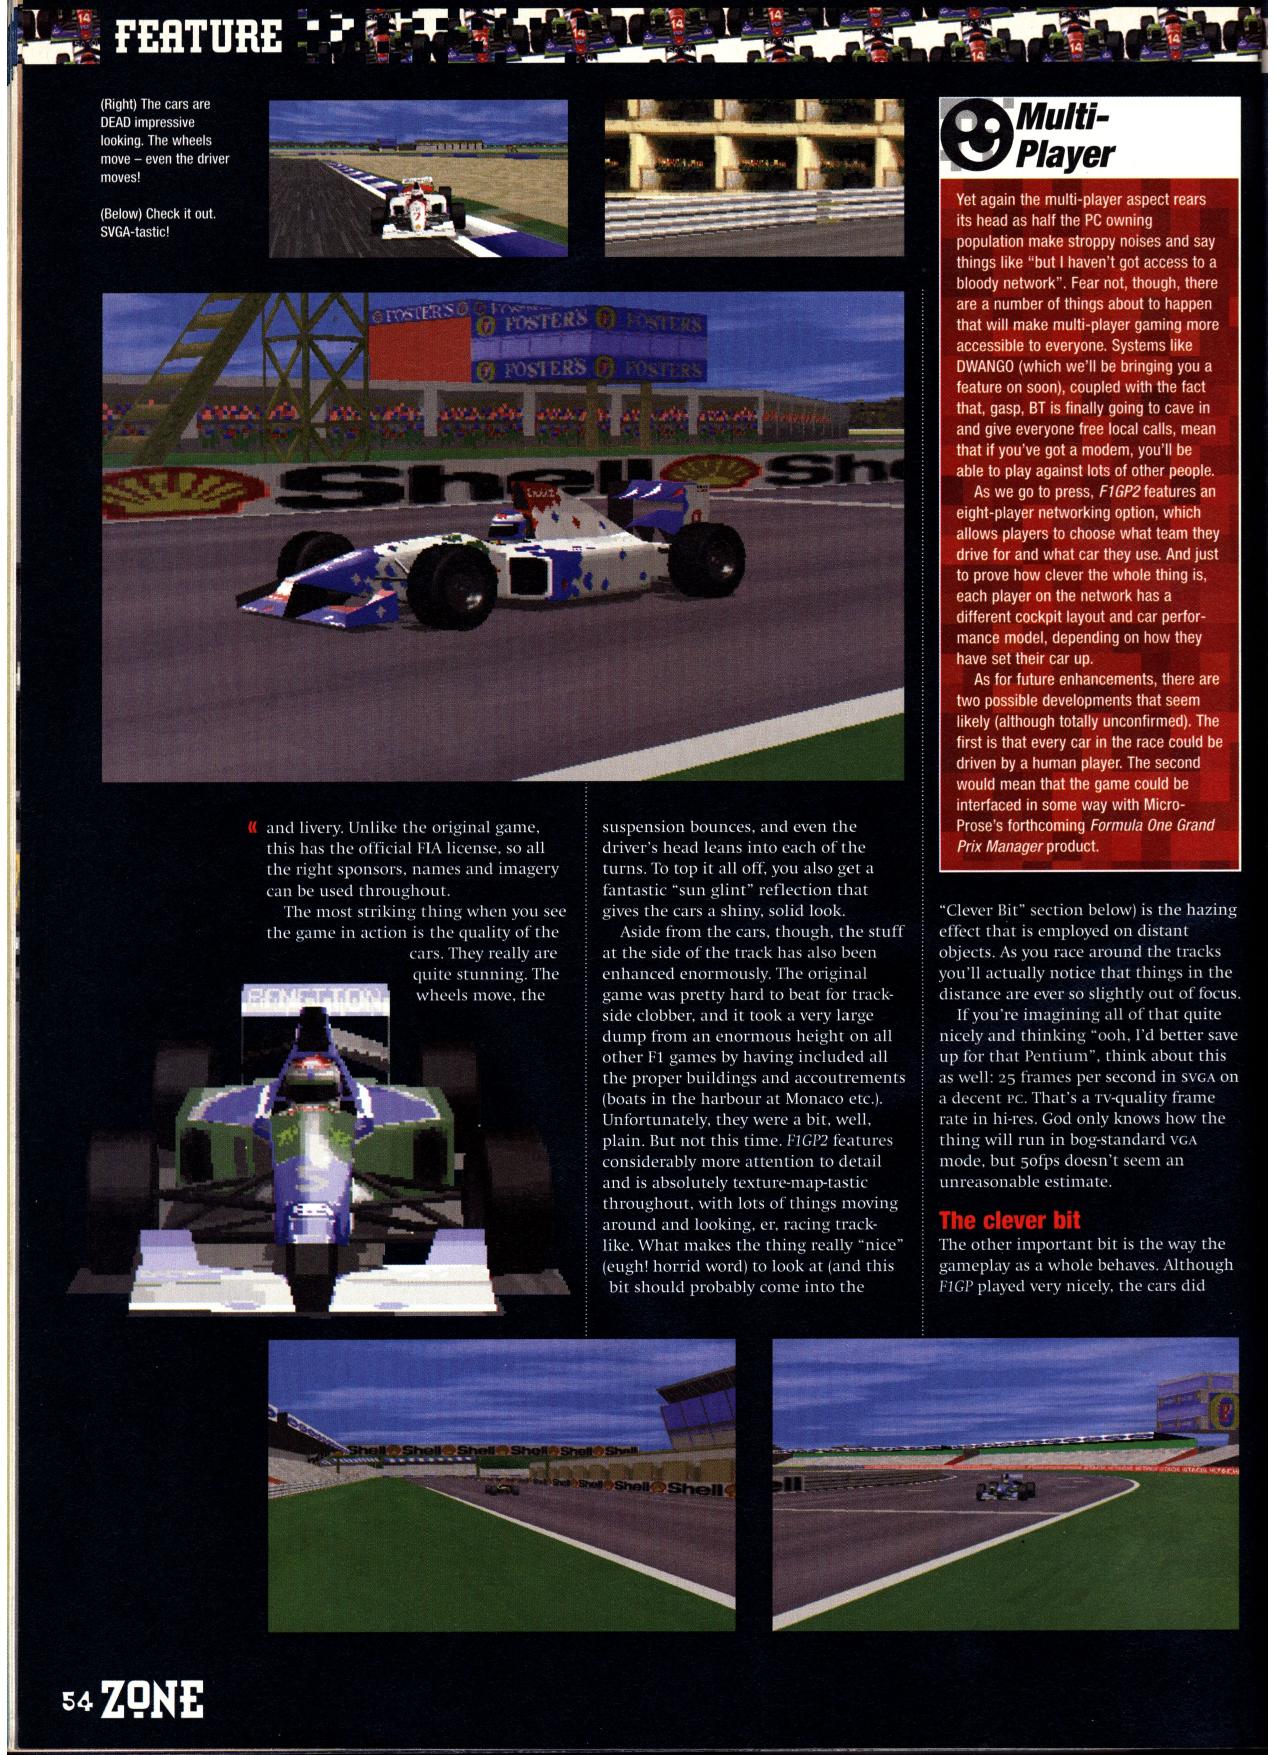 FEATURE
(Right) The cars are
DEAD impressive
looking. The wheels
move – even the driver
moves!
(Below) Check it out.
SVGA-tastic!
FOSTER'S
FOSTER'S
FOSTERS
FOSTER'S
FOSTERS
Shell
She
« and livery. Unlike the original game,
this has the official FIA license, so all
the right sponsors, names and imagery
can be used throughout.
The most striking thing when you see
the game in action is the quality of the
cars. They really are
quite stunning. The
wheels move, the
BENETTON
suspension bounces, and even the
driver's head leans into each of the
turns. To top it all off, you also get a
fantastic “sun glint” reflection that
gives the cars a shiny, solid look.
Aside from the cars, though, the stuff
at the side of the track has also been
enhanced enormously. The original
game was pretty hard to beat for track-
side clobber, and it took a very large
dump from an enormous height on all
other F1 games by having included all
the proper buildings and accoutrements
(boats in the harbour at Monaco etc.).
Unfortunately, they were a bit, well,
plain. But not this time. F1GP2 features
considerably more attention to detail
and is absolutely texture-map-tastic
throughout, with lots of things moving
around and looking, er, racing track-
like. What makes the thing really “nice”
(eugh! horrid word) to look at (and this
bit should probably come into the
Multi-
Player
Yet again the multi-player aspect rears
its head as half the PC owning
population make stroppy noises and say
things like “but I haven't got access to a
bloody network”. Fear not, though, there
are a number of things about to happen
that will make multi-player gaming more
accessible to everyone. Systems like
DWANGO (which we'll be bringing you a
feature on soon), coupled with the fact
that, gasp, BT is finally going to cave in
and give everyone free local calls, mean
that if you've got a modem, you'll be
able to play against lots of other people.
As we go to press, F1GP2 features an
eight-player networking option, which
allows players to choose what team they
drive for and what car they use. And just
to prove how clever the whole thing is,
each player on the network has a
different cockpit layout and car perfor-
mance model, depending on how they
have set their car up.
As for future enhancements, there are
two possible developments that seem
likely (although totally unconfirmed). The
first is that every car in the race could be
driven by a human player. The second
would mean that the game could be
interfaced in some way with Micro-
Prose's forthcoming Formula One Grand
Prix Manager product.
“Clever Bit” section below) is the hazing
effect that is employed on distant
objects. As you race around the tracks
you'll actually notice that things in the
distance are ever so slightly out of focus.
If you're imagining all of that quite
nicely and thinking “ooh, I'd better save
up for that Pentium”, think about this
as well: 25 frames per second in SVGA on
a decent PC. That's a TV-quality frame
rate in hi-res. God only knows how the
thing will run in bog-standard VGA
mode, but 50fps doesn't seem an
unreasonable estimate.
The clever bit
The other important bit is the way the
gameplay as a whole behaves. Although
F1GP played very nicely, the cars did
Shell Shell Shell Shell Shell
Shell Shell Shell Shell
ell
54 ZONE